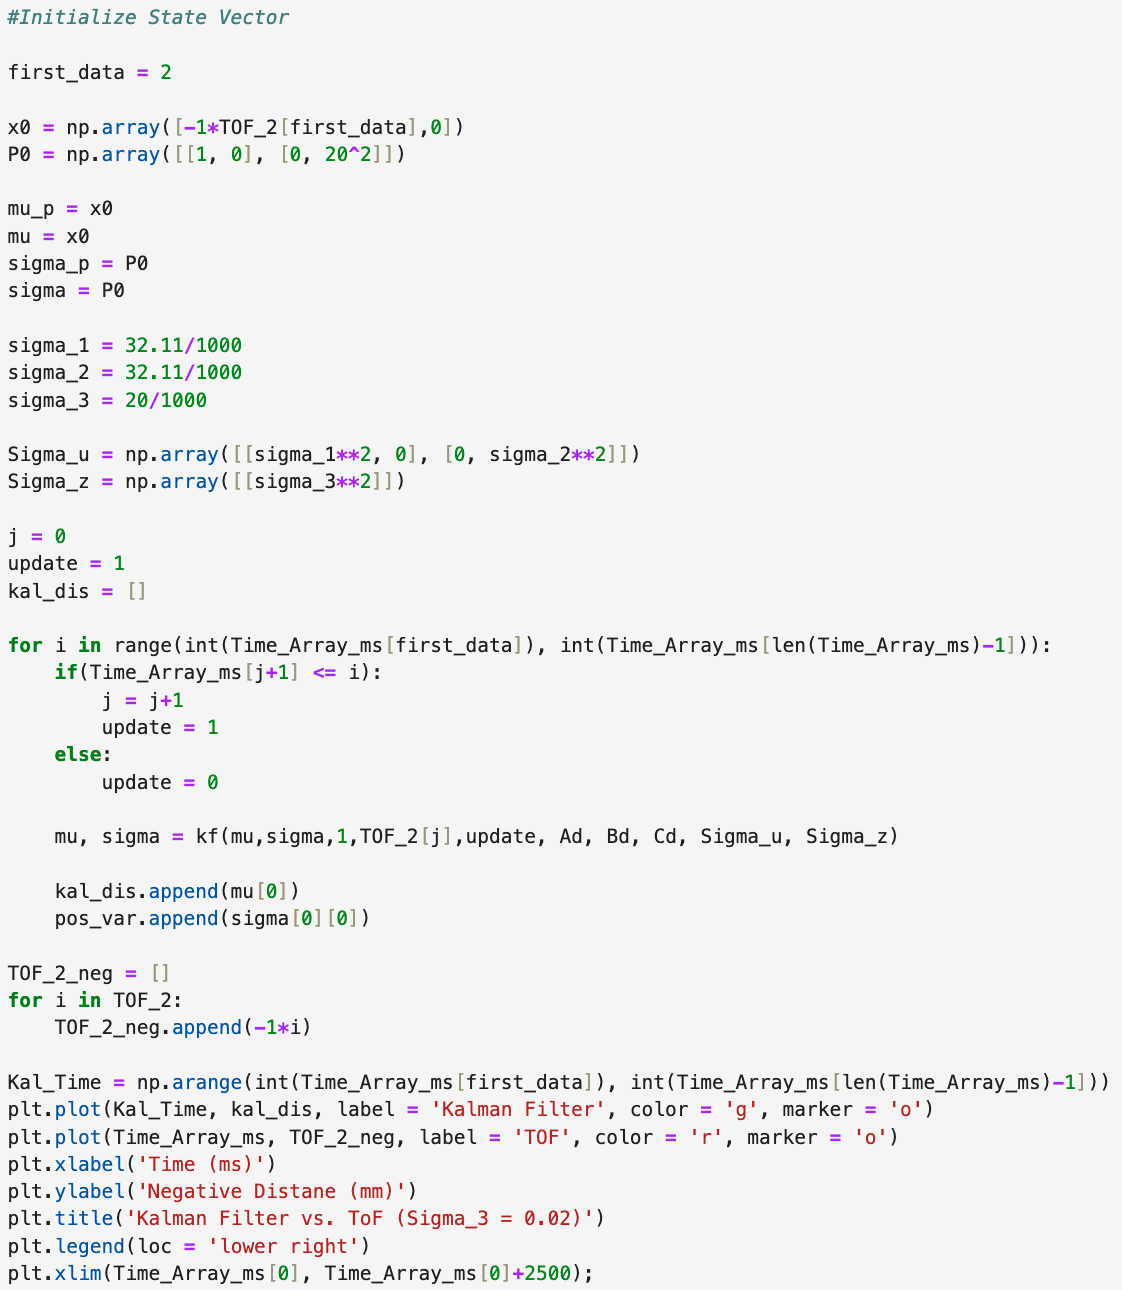 #Initialize State Vector
first_data = 2
x0 = np.array([-1*TOF_2[first_data],0])
P0 = np.array([[1, 0], [0, 20^2]])
mu_p = x0
mu = x0
sigma_p = P0
sigma = P0
sigma_1 = 32.11/1000
sigma_2 = 32.11/1000
sigma_3 = 20/1000
Sigma_u = np.array([[sigma_1**2, 0], [0, sigma_2**2]])
Sigma_z = np.array([[sigma_3**2]])
j = 0
update = 1
kal_dis = []
for i in range(int(Time_Array_ms[first_data]), int(Time_Array_ms[len(Time_Array_ms)-1])):
    if(Time_Array_ms[j+1] <= i):
        j = j+1
        update = 1
    else:
        update = 0
    mu, sigma = kf(mu,sigma,1,TOF_2[j],update, Ad, Bd, Cd, Sigma_u, Sigma_z)
    kal_dis.append(mu[0])
    pos_var.append(sigma[0][0])
TOF_2_neg = []
for i in TOF_2:
    TOF_2_neg.append(-1*i)
Kal_Time = np.arange(int(Time_Array_ms[first_data]), int(Time_Array_ms[len(Time_Array_ms)-1]))
plt.plot(Kal_Time, kal_dis, label = 'Kalman Filter', color = 'g', marker = 'o')
plt.plot(Time_Array_ms, TOF_2_neg, label = 'TOF', color = 'r', marker = 'o')
plt.xlabel('Time (ms)')
plt.ylabel('Negative Distane (mm)')
plt.title('Kalman Filter vs. ToF (Sigma_3 = 0.02)')
plt.legend(loc = 'lower right')
plt.xlim(Time_Array_ms[0], Time_Array_ms[0]+2500);